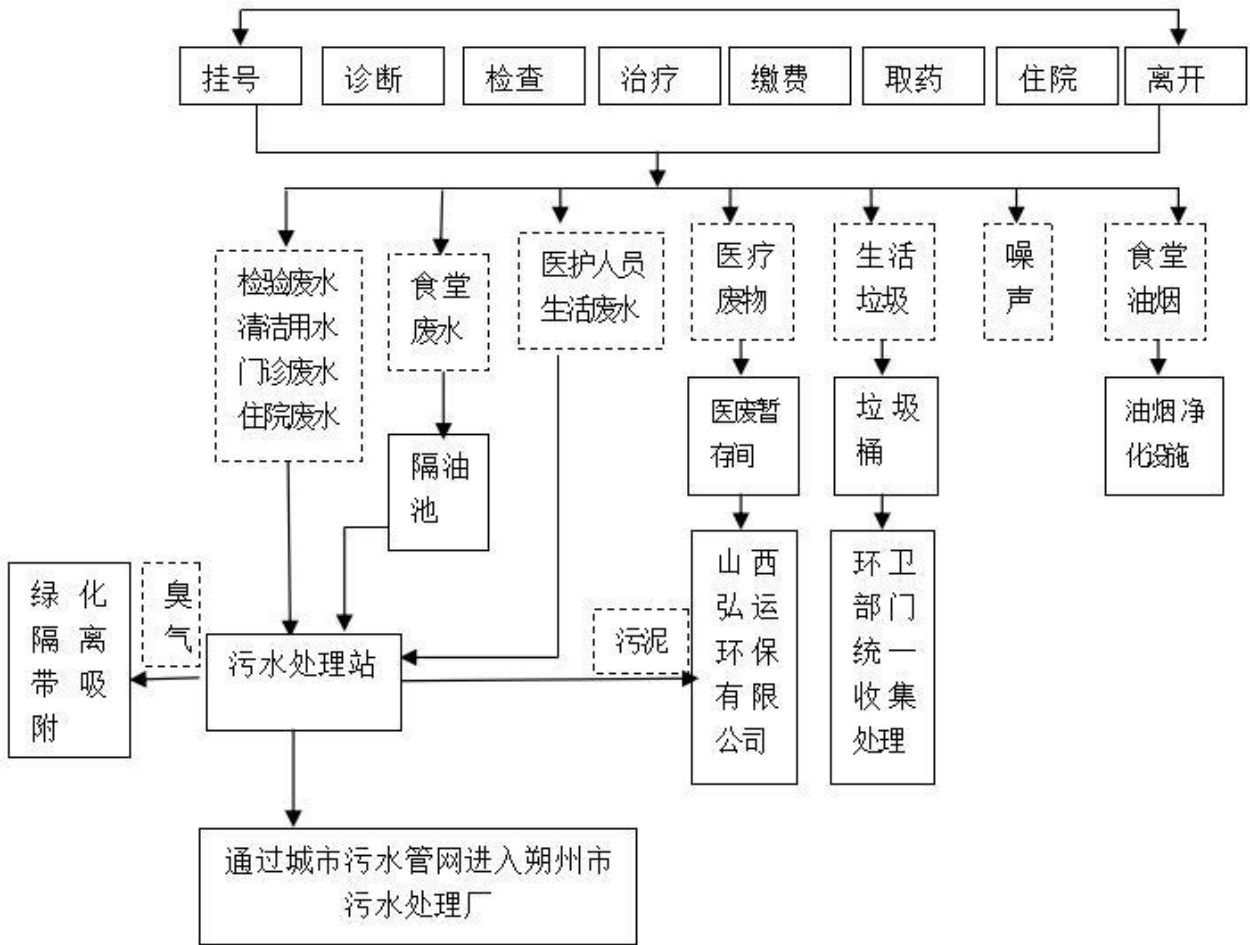 挂号
诊断
检查
治疗
缴费
取药
住院
离开
检验废水
清洁用水
门诊废水
住院废水
食堂
废水
医护人员
生活废水
医疗
废物
生活
垃圾
噪
声
食堂
油烟
隔油
池
医废暂
存间
垃圾
桶
油烟净
化设施
绿化
隔离
带吸
附
臭
气
污水处理站
污泥
山西
弘运
环保
有限
公司
环卫
部门
统一
收集
处理
通过城市污水管网进入朔州市
污水处理厂